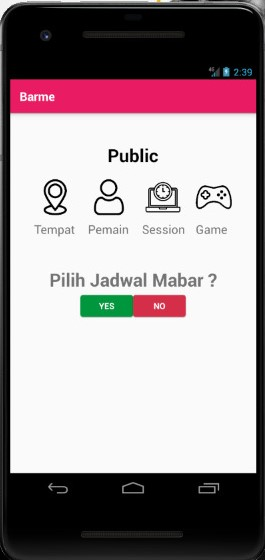 2:39
Barme
Public
Tempat Pemain Session Game
Pilih Jadwal Mabar ?
YES NO